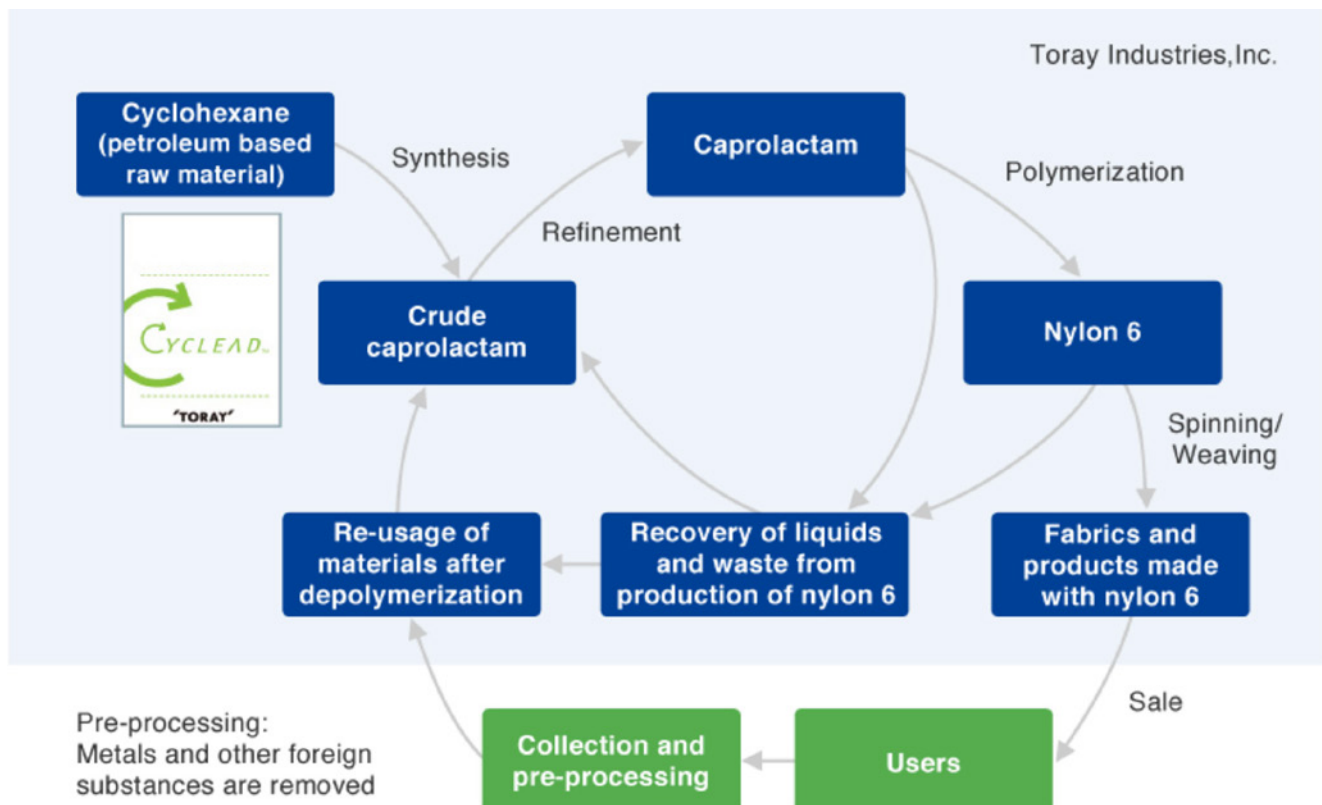 Toray Industries,Inc.
Cyclohexane
(petroleum based
raw material)
Synthesis
Caprolactam
Polymerization
Refinement
CYCLEAD™
'TORAY'
Crude
caprolactam
Nylon 6
Spinning/
Weaving
Re-usage of
materials after
depolymerization
Recovery of liquids
and waste from
production of nylon 6
Fabrics and
products made
with nylon 6
Sale
Pre-processing:
Metals and other foreign
substances are removed
Collection and
pre-processing
Users